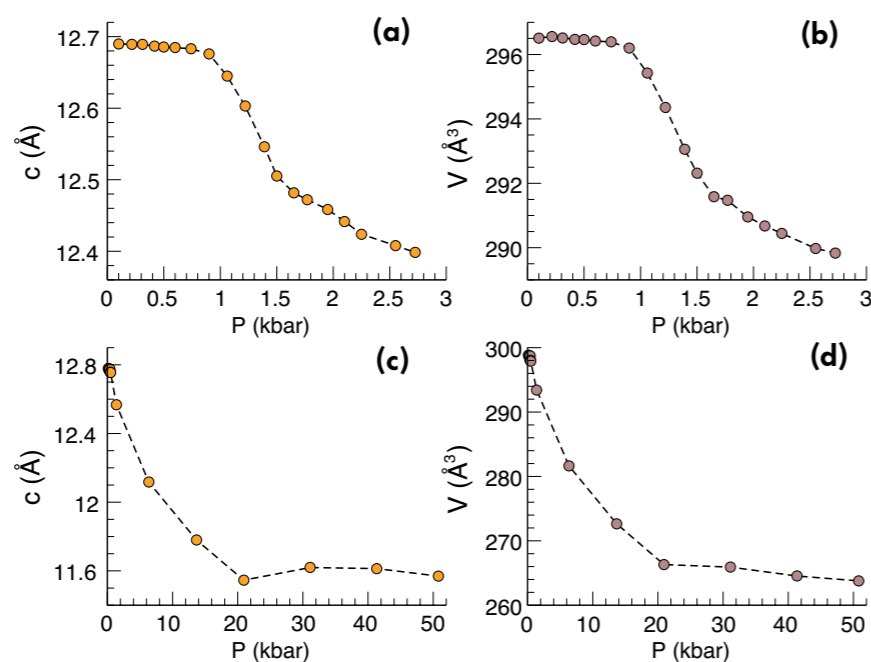 (a)
c (Å)
12.7
12.6
12.5
12.4
0 0.5 1 1.5 2 2.5 3
P (kbar)
(b)
V (Å³)
296
294
292
290
0 0.5 1 1.5 2 2.5 3
P (kbar)
(c)
c (Å)
12.8
12.4
12
11.6
0 10 20 30 40 50
P (kbar)
(d)
V (Å³)
300
290
280
270
260
0 10 20 30 40 50
P (kbar)